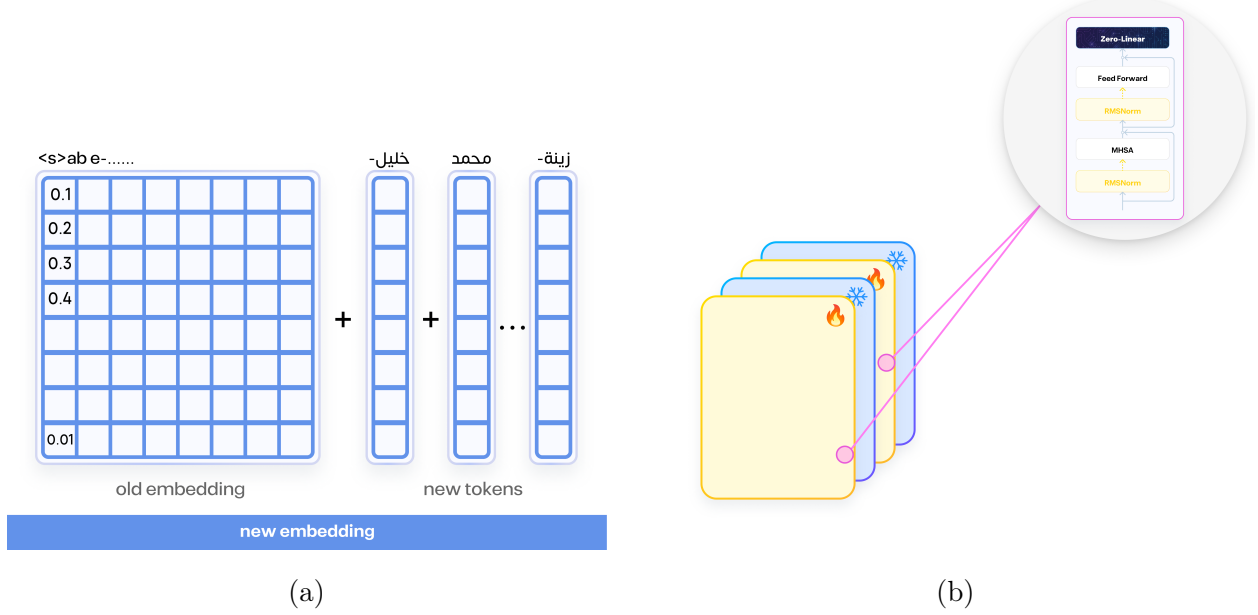 <s>ab e-......
-خليل
محمد
-زينة
0.1
0.2
0.3
0.4
0.01
+
+
...
old embedding
new tokens
new embedding
(a)
Zero-Linear
Feed Forward
RMSNorm
MHSA
RMSNorm
(b)